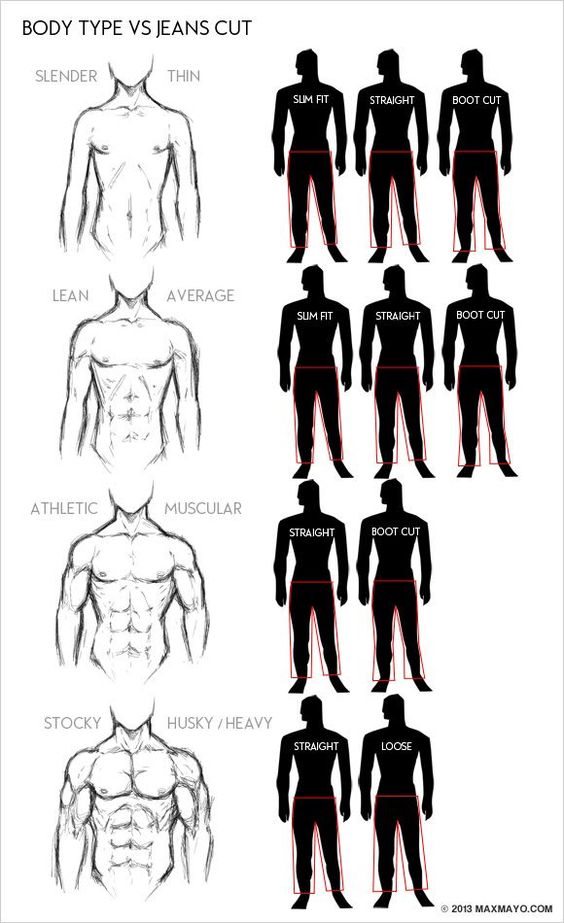 BODY TYPE VS JEANS CUT
SLENDER THIN
SLIM FIT STRAIGHT BOOT CUT
LEAN AVERAGE
SLIM FIT STRAIGHT BOOT CUT
ATHLETIC MUSCULAR
STRAIGHT BOOT CUT
STOCKY HUSKY / HEAVY
STRAIGHT LOOSE
© 2013 MAXMAYO.COM